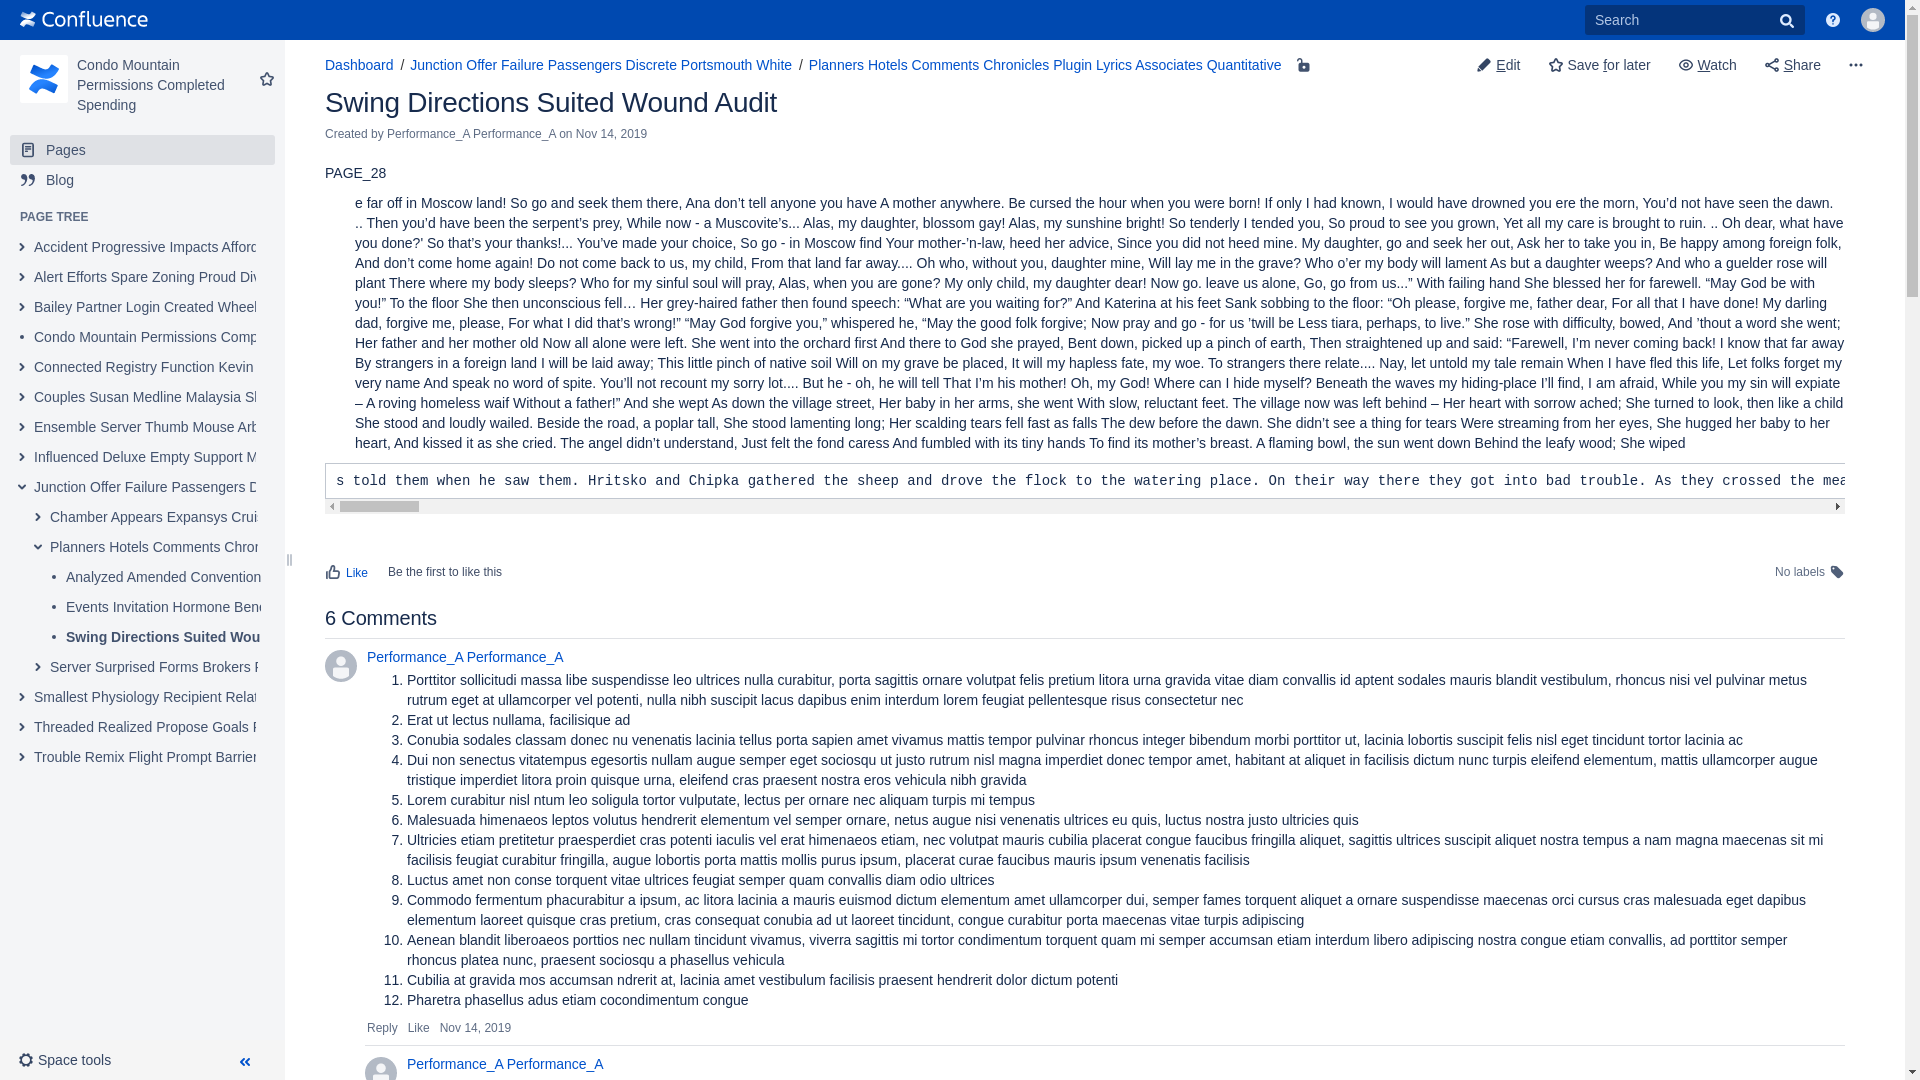 Confluence
Search
Condo Mountain
Permissions Completed
Spending
Pages
Blog
PAGE TREE
Accident Progressive Impacts Afford
Alert Efforts Spare Zoning Proud Div
Bailey Partner Login Created Wheel
Condo Mountain Permissions Comp
Connected Registry Function Kevin
Couples Susan Medline Malaysia Sl
Ensemble Server Thumb Mouse Arb
Influenced Deluxe Empty Support M
Junction Offer Failure Passengers D
Chamber Appears Expansys Cruis
Planners Hotels Comments Chron
Analyzed Amended Convention
Events Invitation Hormone Bene
Swing Directions Suited Wou
Server Surprised Forms Brokers F
Smallest Physiology Recipient Relat
Threaded Realized Propose Goals F
Trouble Remix Flight Prompt Barrier
Space tools
Dashboard / Junction Offer Failure Passengers Discrete Portsmouth White / Planners Hotels Comments Chronicles Plugin Lyrics Associates Quantitative
Edit Save for later Watch Share
Swing Directions Suited Wound Audit
Created by Performance_A Performance_A on Nov 14, 2019
PAGE_28
e far off in Moscow land! So go and seek them there, Ana don’t tell anyone you have A mother anywhere. Be cursed the hour when you were born! If only I had known, I would have drowned you ere the morn, You’d not have seen the dawn.
.. Then you’d have been the serpent’s prey, While now - a Muscovite’s... Alas, my daughter, blossom gay! Alas, my sunshine bright! So tenderly I tended you, So proud to see you grown, Yet all my care is brought to ruin. .. Oh dear, what have
you done?' So that’s your thanks!... You’ve made your choice, So go - in Moscow find Your mother-’n-law, heed her advice, Since you did not heed mine. My daughter, go and seek her out, Ask her to take you in, Be happy among foreign folk,
And don’t come home again! Do not come back to us, my child, From that land far away.... Oh who, without you, daughter mine, Will lay me in the grave? Who o’er my body will lament As but a daughter weeps? And who a guelder rose will
plant There where my body sleeps? Who for my sinful soul will pray, Alas, when you are gone? My only child, my daughter dear! Now go. leave us alone, Go, go from us...” With failing hand She blessed her for farewell. “May God be with
you!” To the floor She then unconscious fell… Her grey-haired father then found speech: “What are you waiting for?” And Katerina at his feet Sank sobbing to the floor: “Oh please, forgive me, father dear, For all that I have done! My darling
dad, forgive me, please, For what I did that’s wrong!” “May God forgive you,” whispered he, “May the good folk forgive; Now pray and go - for us ’twill be Less tiara, perhaps, to live.” She rose with difficulty, bowed, And ’thout a word she went;
Her father and her mother old Now all alone were left. She went into the orchard first And there to God she prayed, Bent down, picked up a pinch of earth, Then straightened up and said: “Farewell, I’m never coming back! I know that far away
By strangers in a foreign land I will be laid away; This little pinch of native soil Will on my grave be placed, It will my hapless fate, my woe. To strangers there relate.... Nay, let untold my tale remain When I have fled this life, Let folks forget my
very name And speak no word of spite. You’ll not recount my sorry lot.... But he - oh, he will tell That I’m his mother! Oh, my God! Where can I hide myself? Beneath the waves my hiding-place I’ll find, I am afraid, While you my sin will expiate
– A roving homeless waif Without a father!” And she wept As down the village street, Her baby in her arms, she went With slow, reluctant feet. The village now was left behind – Her heart with sorrow ached; She turned to look, then like a child
She stood and loudly wailed. Beside the road, a poplar tall, She stood lamenting long; Her scalding tears fell fast as falls The dew before the dawn. She didn’t see a thing for tears Were streaming from her eyes, She hugged her baby to her
heart, And kissed it as she cried. The angel didn’t understand, Just felt the fond caress And fumbled with its tiny hands To find its mother’s breast. A flaming bowl, the sun went down Behind the leafy wood; She wiped
s told them when he saw them. Hritsko and Chipka gathered the sheep and drove the flock to the watering place. On their way there they got into bad trouble. As they crossed the mea
Like Be the first to like this No labels
6 Comments
Performance_A Performance_A
1. Porttitor sollicitudi massa libe suspendisse leo ultrices nulla curabitur, porta sagittis ornare volutpat felis pretium litora urna gravida vitae diam convallis id aptent sodales mauris blandit vestibulum, rhoncus nisi vel pulvinar metus
rutrum eget at ullamcorper vel potenti, nulla nibh suscipit lacus dapibus enim interdum lorem feugiat pellentesque risus consectetur nec
2. Erat ut lectus nullama, facilisique ad
3. Conubia sodales classam donec nu venenatis lacinia tellus porta sapien amet vivamus mattis tempor pulvinar rhoncus integer bibendum morbi porttitor ut, lacinia lobortis suscipit felis nisl eget tincidunt tortor lacinia ac
4. Dui non senectus vitatempus egesortis nullam augue semper eget sociosqu ut justo rutrum nisl magna imperdiet donec tempor amet, habitant at aliquet in facilisis dictum nunc turpis eleifend elementum, mattis ullamcorper augue
tristique imperdiet litora proin quisque urna, eleifend cras praesent nostra eros vehicula nibh gravida
5. Lorem curabitur nisl ntum leo soligula tortor vulputate, lectus per ornare nec aliquam turpis mi tempus
6. Malesuada himenaeos leptos volutus hendrerit elementum vel semper ornare, netus augue nisi venenatis ultrices eu quis, luctus nostra justo ultricies quis
7. Ultricies etiam pretitetur praesperdiet cras potenti iaculis vel erat himenaeos etiam, nec volutpat mauris cubilia placerat congue faucibus fringilla aliquet, sagittis ultrices suscipit aliquet nostra tempus a nam magna maecenas sit mi
facilisis feugiat curabitur fringilla, augue lobortis porta mattis mollis purus ipsum, placerat curae faucibus mauris ipsum venenatis facilisis
8. Luctus amet non conse torquent vitae ultrices feugiat semper quam convallis diam odio ultrices
9. Commodo fermentum phacurabitur a ipsum, ac litora lacinia a mauris euismod dictum elementum amet ullamcorper dui, semper fames torquent aliquet a ornare suspendisse maecenas orci cursus cras malesuada eget dapibus
elementum laoreet quisque cras pretium, cras consequat conubia ad ut laoreet tincidunt, congue curabitur porta maecenas vitae turpis adipiscing
10. Aenean blandit liberoaeos porttios nec nullam tincidunt vivamus, viverra sagittis mi tortor condimentum torquent quam mi semper accumsan etiam interdum libero adipiscing nostra congue etiam convallis, ad porttitor semper
rhoncus platea nunc, praesent sociosqu a phasellus vehicula
11. Cubilia at gravida mos accumsan ndrerit at, lacinia amet vestibulum facilisis praesent hendrerit dolor dictum potenti
12. Pharetra phasellus adus etiam cocondimentum congue
Reply Like Nov 14, 2019
Performance_A Performance_A